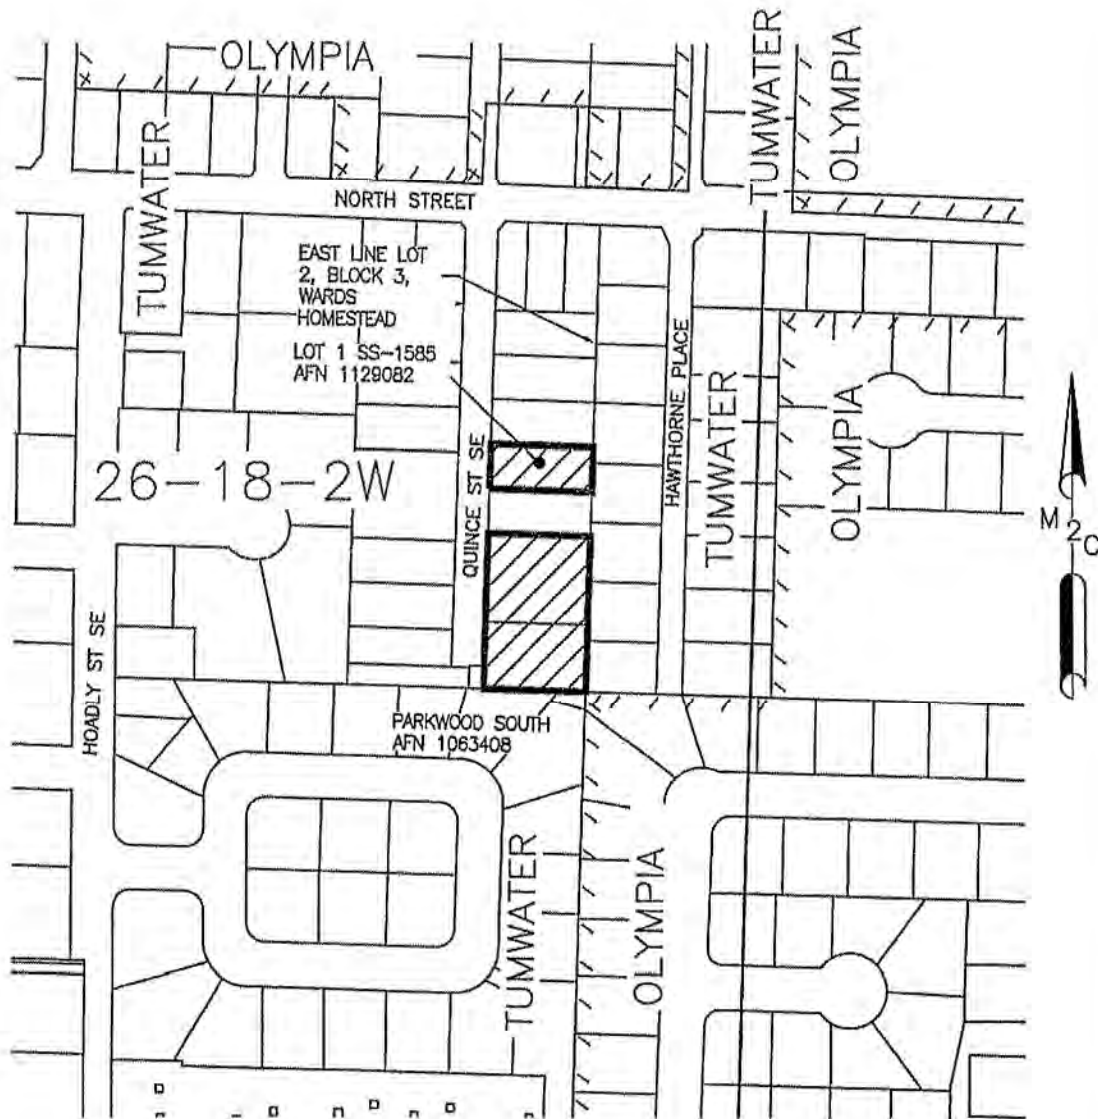 OLYMPIA
TUMWATER
OLYMPIA
TUMWATER
NORTH STREET
EAST LINE LOT
2, BLOCK 3,
WARDS
HOMESTEAD
LOT 1 SS-1585
AFN 1129082
HAWTHORNE PLACE
TUMWATER
OLYMPIA
26-18-2W
QUINCE ST SE
M2C
HOADLY ST SE
PARKWOOD SOUTH
AFN 1063408
TUMWATER
OLYMPIA